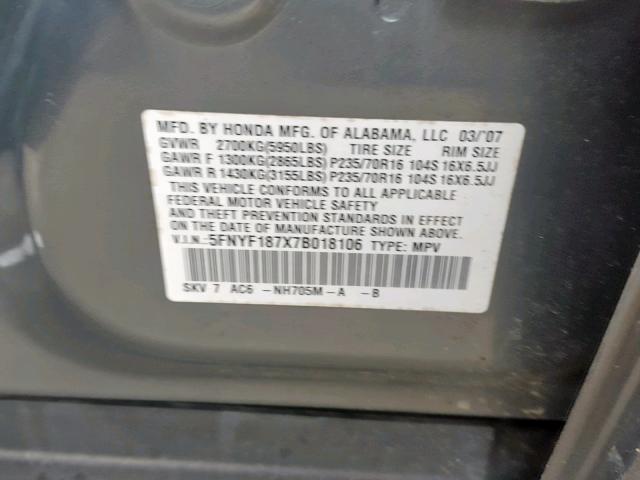 MFD. BY HONDA MFG. OF ALABAMA, LLC 03/'07
GVWR 2700KG(5950LBS) TIRE SIZE RIM SIZE
GAWR F 1300KG(2865LBS) P235/70R16 104S 16X6.5JJ
GAWR R 1430KG(3155LBS) P235/70R16 104S 16X6.5JJ
THIS VEHICLE CONFORMS TO ALL APPLICABLE
FEDERAL MOTOR VEHICLE SAFETY
AND THEFT PREVENTION STANDARDS IN EFFECT
ON THE DATE OF MANUFACTURE SHOWN ABOVE.
V.I.N.:5FNYF187X7B018106 TYPE: MPV
SKV 7 AC6 -NH705M-A -B